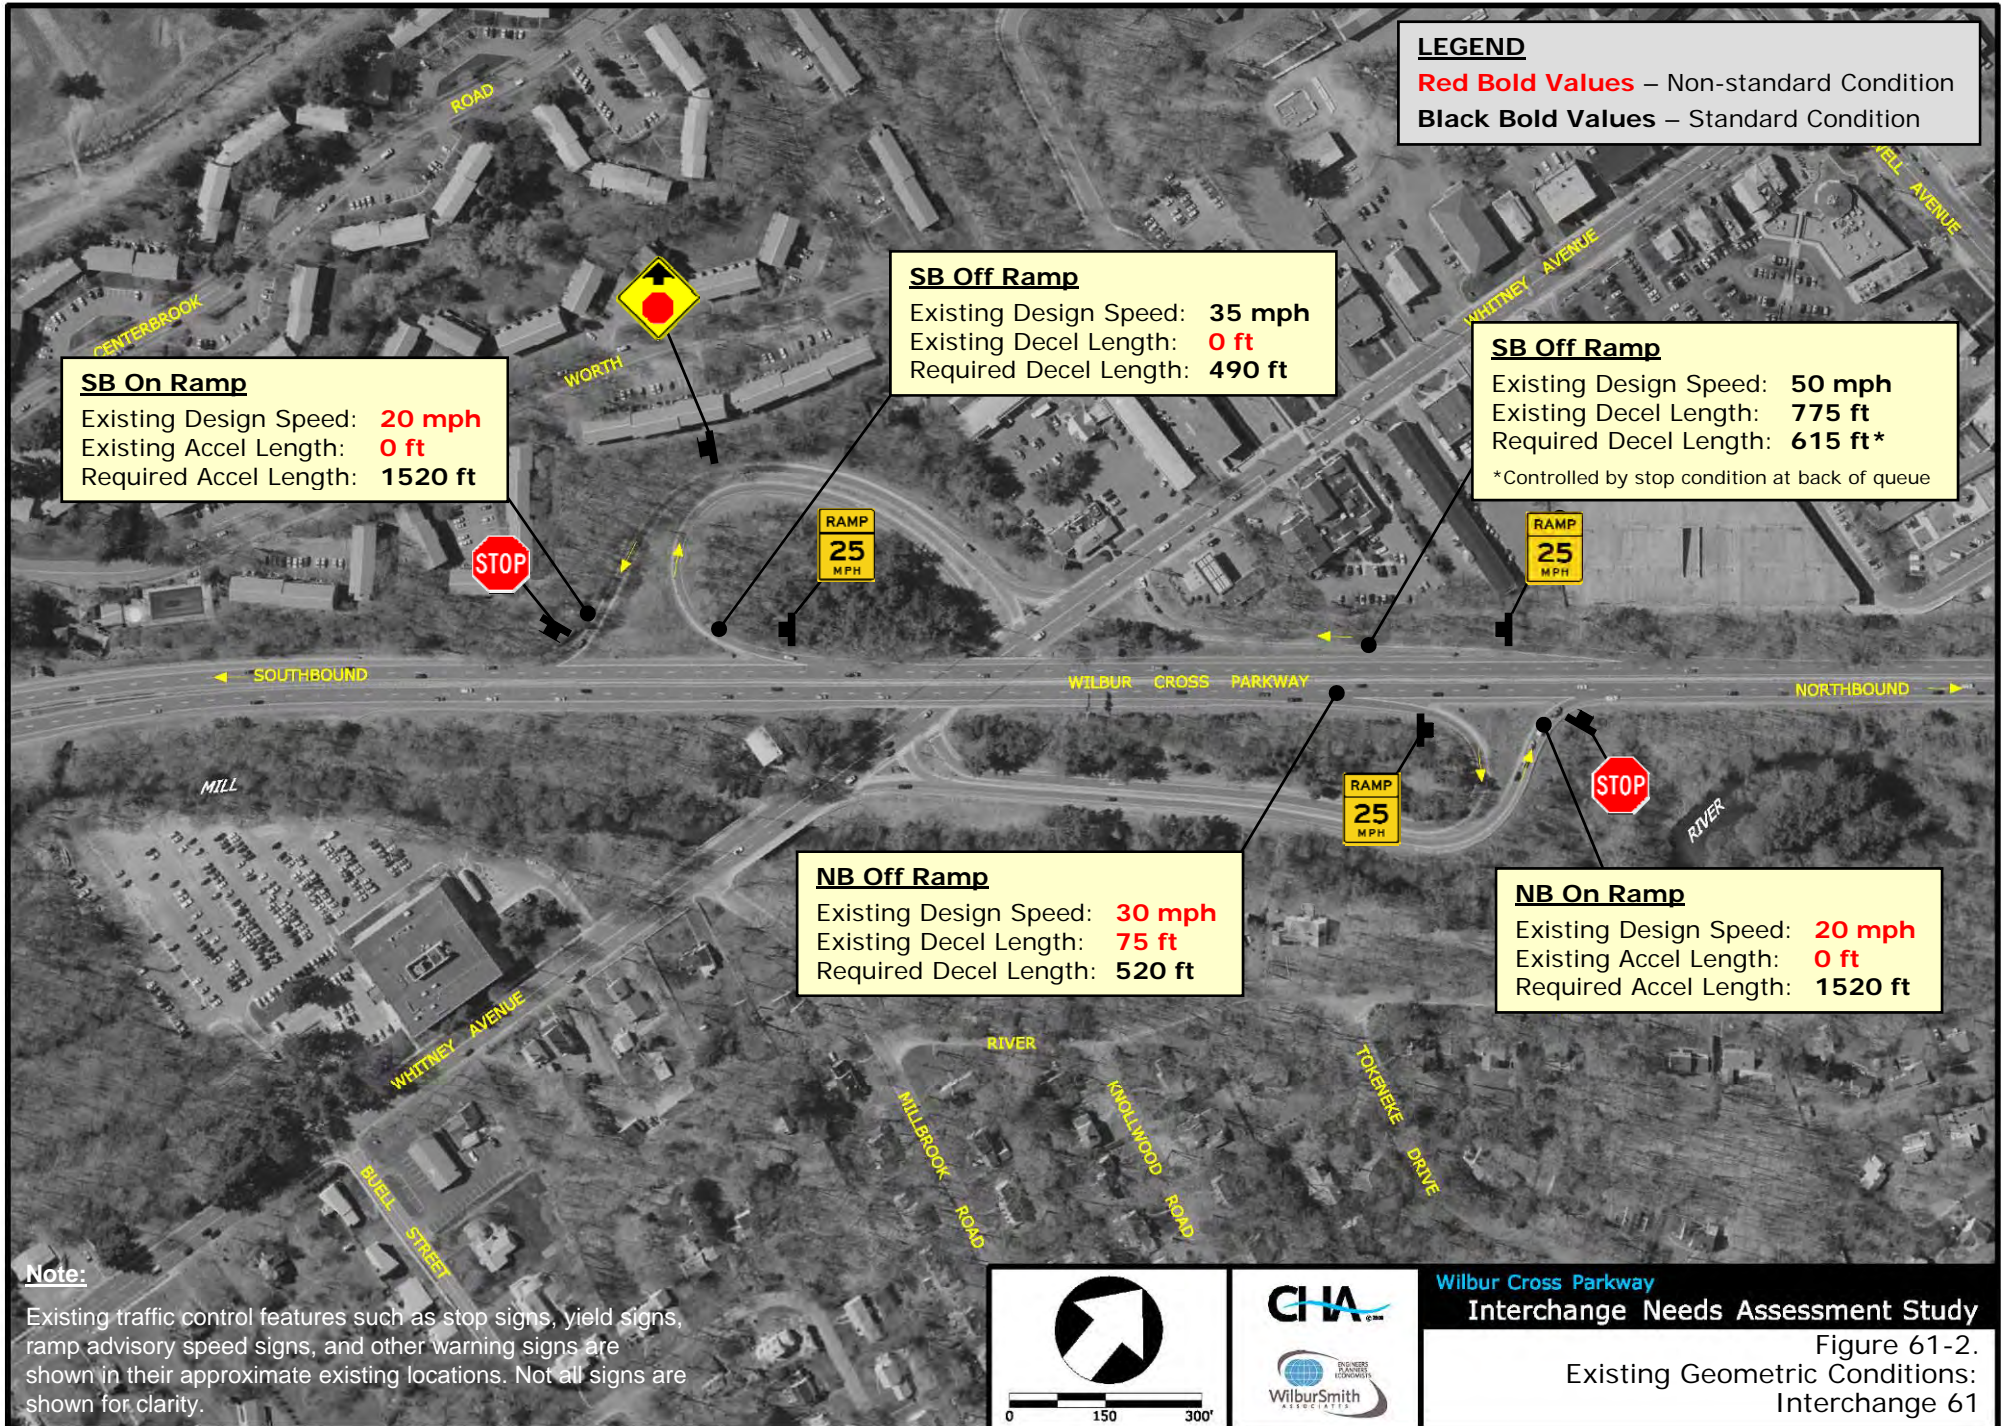 LEGEND
Red Bold Values – Non-standard Condition
Black Bold Values – Standard Condition
ROAD
CENTERBROOK
WORTH
WHITNEY AVENUE
AVENUE
SB On Ramp
Existing Design Speed: 20 mph
Existing Accel Length: 0 ft
Required Accel Length: 1520 ft
SB Off Ramp
Existing Design Speed: 35 mph
Existing Decel Length: 0 ft
Required Decel Length: 490 ft
SB Off Ramp
Existing Design Speed: 50 mph
Existing Decel Length: 775 ft
Required Decel Length: 615 ft*
*Controlled by stop condition at back of queue
STOP
RAMP
25
MPH
RAMP
25
MPH
SOUTHBOUND
WILBUR CROSS PARKWAY
NORTHBOUND
MILL
RAMP
25
MPH
STOP
RIVER
NB Off Ramp
Existing Design Speed: 30 mph
Existing Decel Length: 75 ft
Required Decel Length: 520 ft
NB On Ramp
Existing Design Speed: 20 mph
Existing Accel Length: 0 ft
Required Accel Length: 1520 ft
WHITNEY AVENUE
RIVER
MILLBROOK ROAD
KNOLLWOOD ROAD
TOKENEKE DRIVE
BUELL STREET
Note:
Existing traffic control features such as stop signs, yield signs,
ramp advisory speed signs, and other warning signs are
shown in their approximate existing locations. Not all signs are
shown for clarity.
0 150 300'
CHA
WilburSmith
ASSOCIATES
ENGINEERS
PLANNERS
ECONOMISTS
Wilbur Cross Parkway
Interchange Needs Assessment Study
Figure 61-2.
Existing Geometric Conditions:
Interchange 61